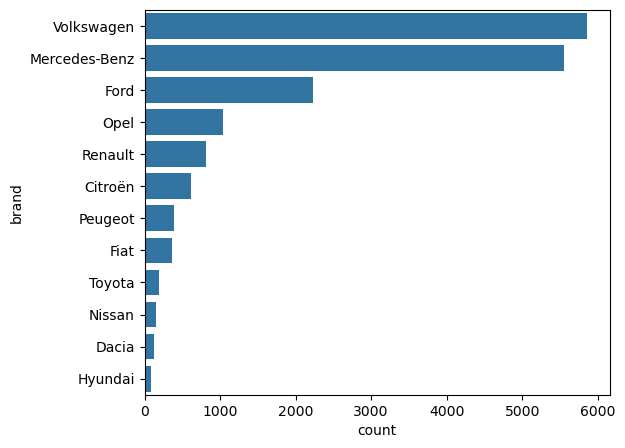 Volkswagen
Mercedes-Benz
Ford
Opel
Renault
Citroën
Peugeot
Fiat
Toyota
Nissan
Dacia
Hyundai
brand
0 1000 2000 3000 4000 5000 6000
count